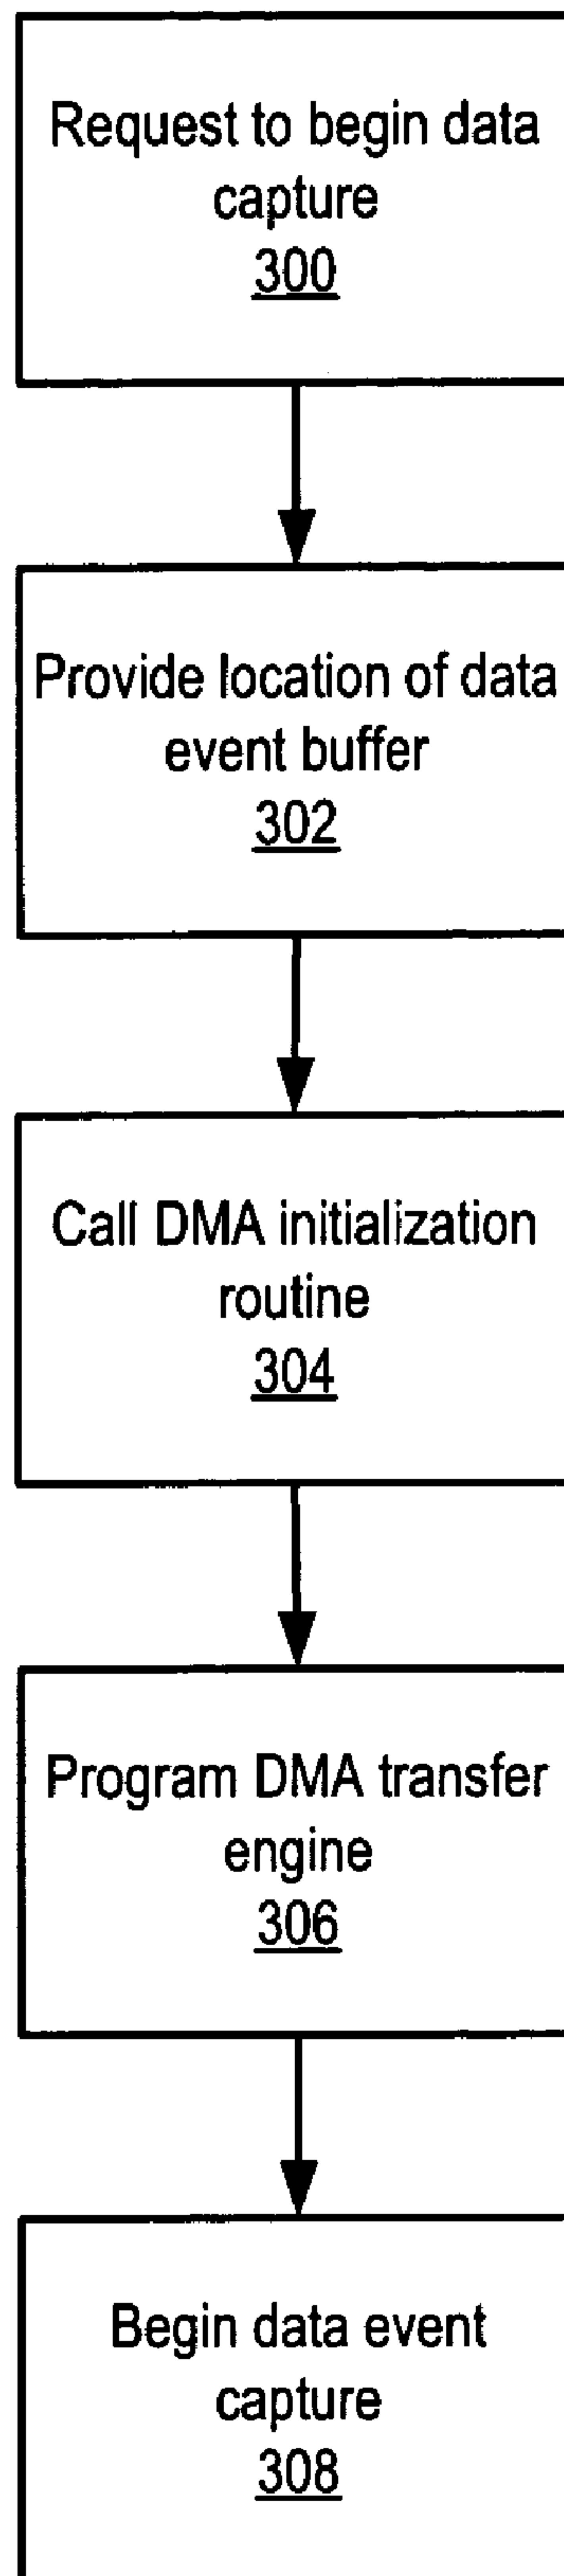 Request to begin data
capture
300
Provide location of data
event buffer
302
Call DMA initialization
routine
304
Program DMA transfer
engine
306
Begin data event
capture
308